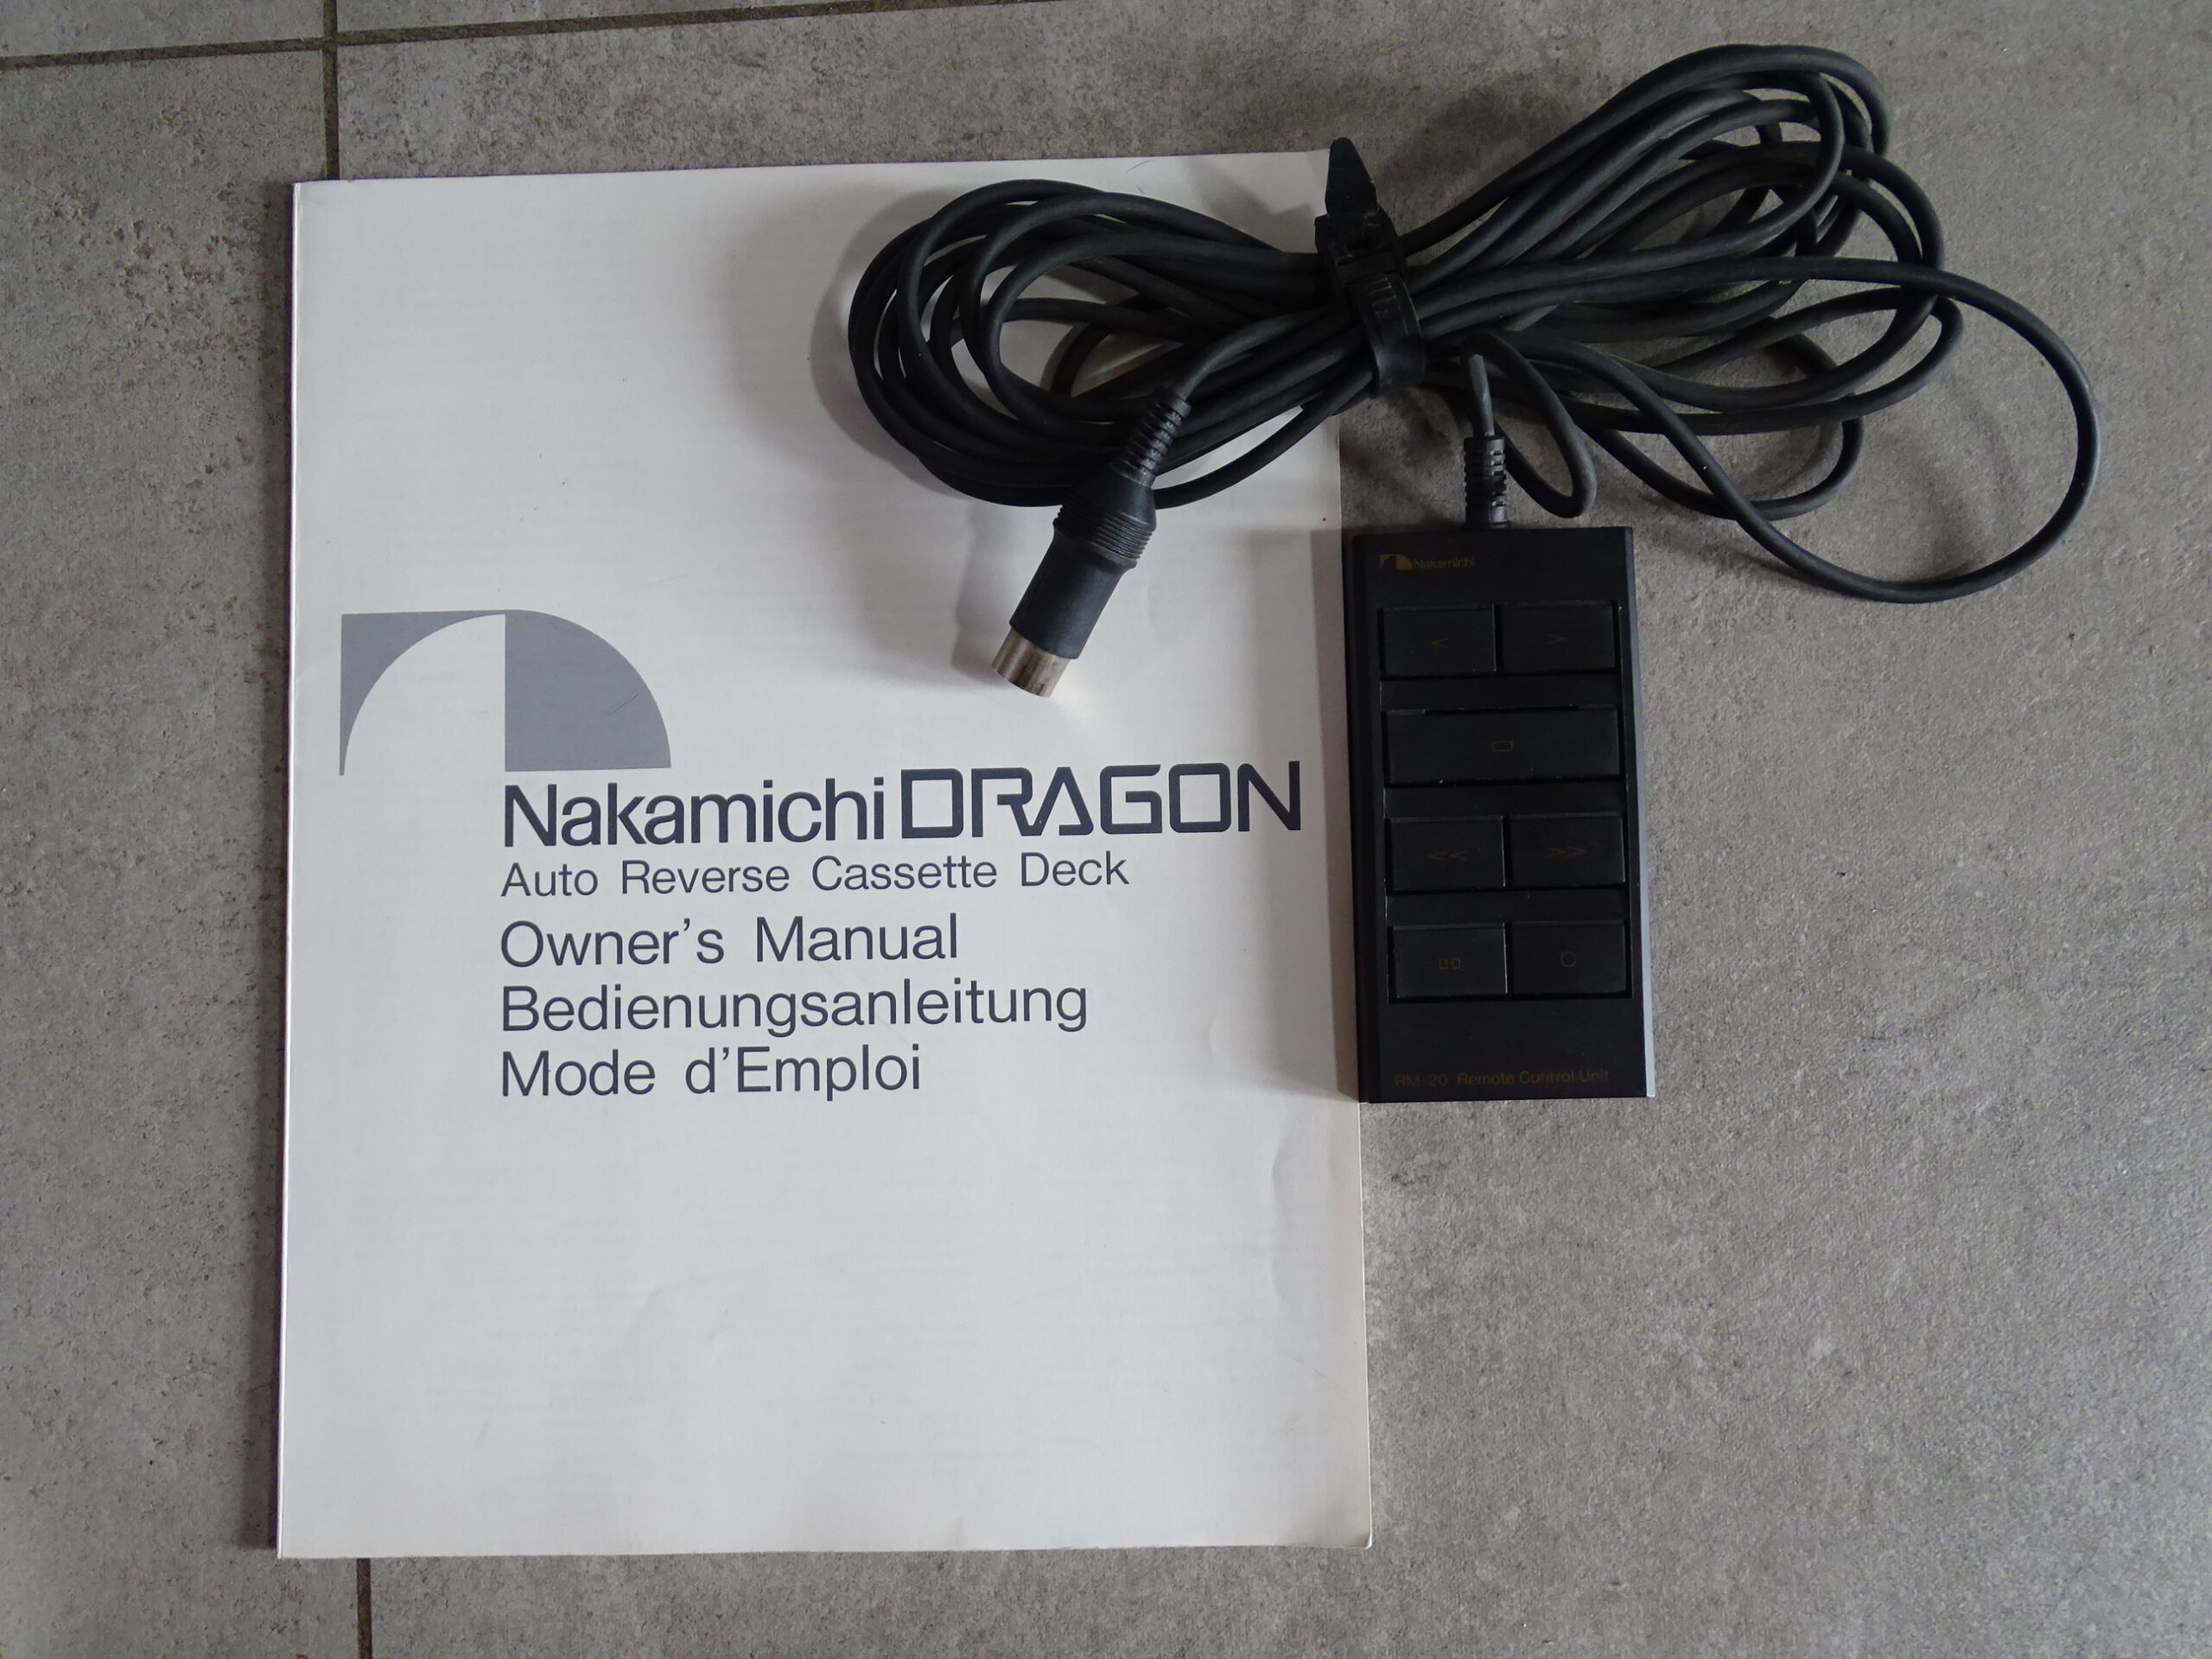 Nakamichi DRAGON
Auto Reverse Cassette Deck
Owner's Manual
Bedienungsanleitung
Mode d'Emploi
Nakamichi
<
>
<<
>>
RM-20 Remote Control Unit